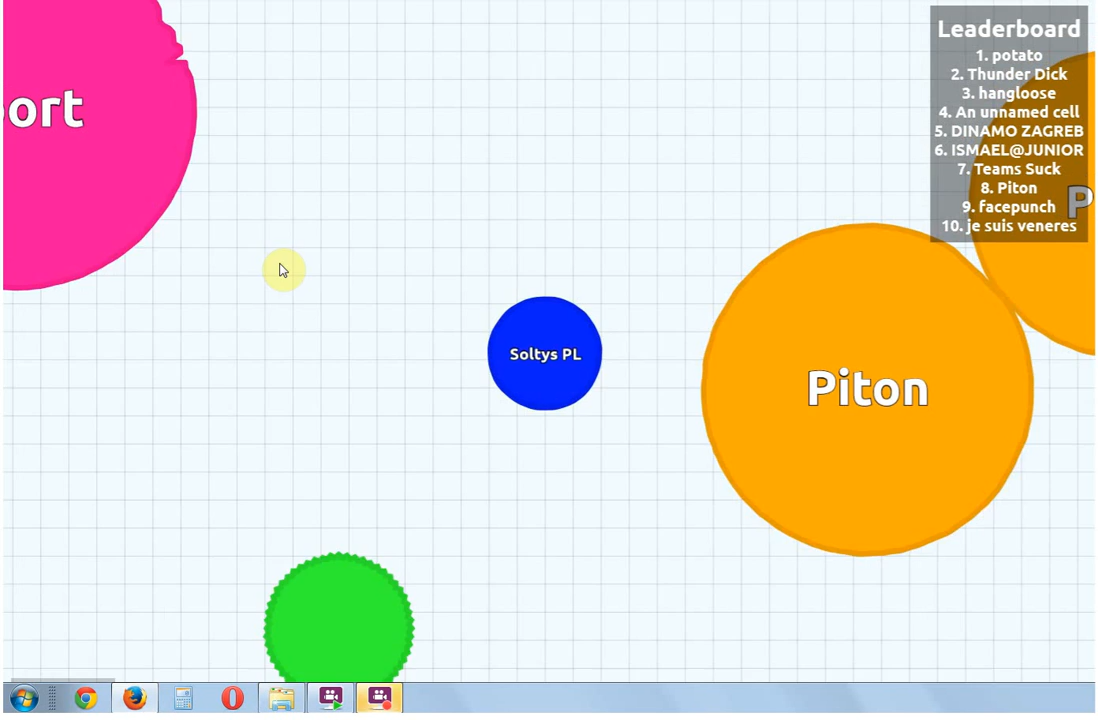 ort
Leaderboard
1. potato
2. Thunder Dick
3. hangloose
4. An unnamed cell
5. DINAMO ZAGREB
6. ISMAEL@JUNIOR
7. Teams Suck
8. Piton
9. facepunch
10. je suis veneres
P
Soltys PL
Piton